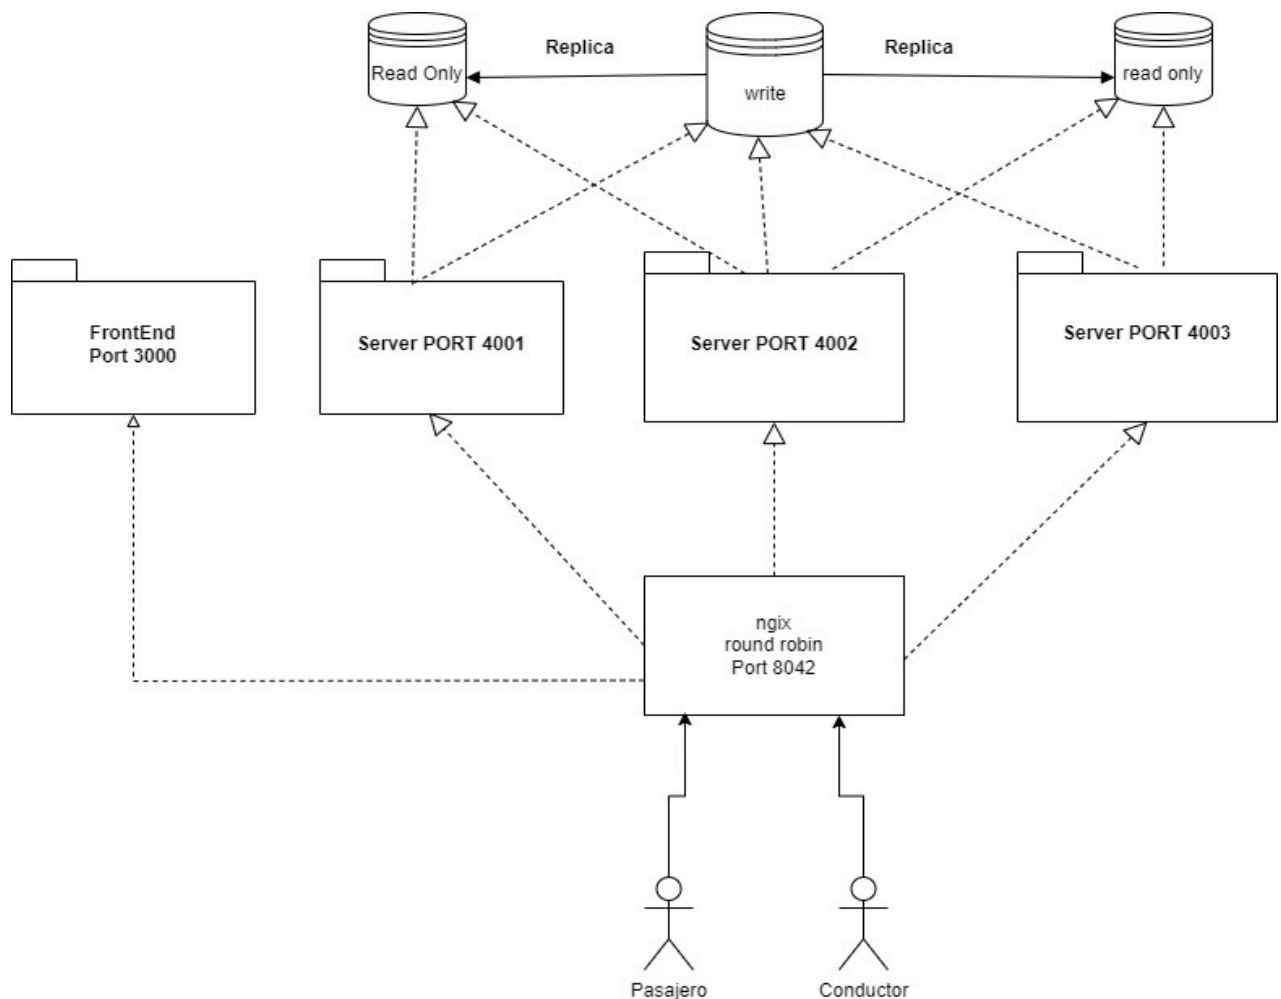 Replica
Replica
Read Only
write
read only
FrontEnd
Port 3000
Server PORT 4001
Server PORT 4002
Server PORT 4003
ngix
round robin
Port 8042
Pasajero
Conductor